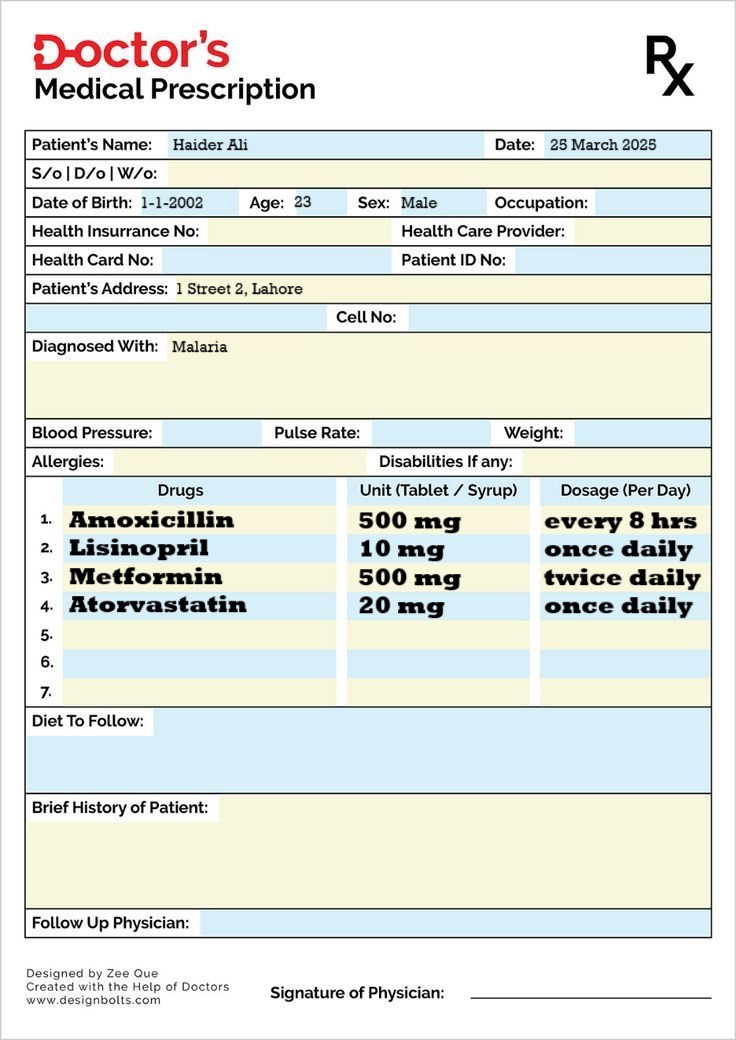 Doctor's
Medical Prescription
Rx
Patient's Name: Haider Ali Date: 25 March 2025
S/o | D/o | W/o:
Date of Birth: 1-1-2002 Age: 23 Sex: Male Occupation:
Health Insurrance No: Health Care Provider:
Health Card No: Patient ID No:
Patient's Address: 1 Street 2, Lahore
Cell No:
Diagnosed With: Malaria
Blood Pressure: Pulse Rate: Weight:
Allergies: Disabilities If any:
Drugs Unit (Tablet / Syrup) Dosage (Per Day)
1. Amoxicillin 500 mg every 8 hrs
2. Lisinopril 10 mg once daily
3. Metformin 500 mg twice daily
4. Atorvastatin 20 mg once daily
5.
6.
7.
Diet To Follow:
Brief History of Patient:
Follow Up Physician:
Designed by Zee Que
Created with the Help of Doctors
www.designbolts.com
Signature of Physician: